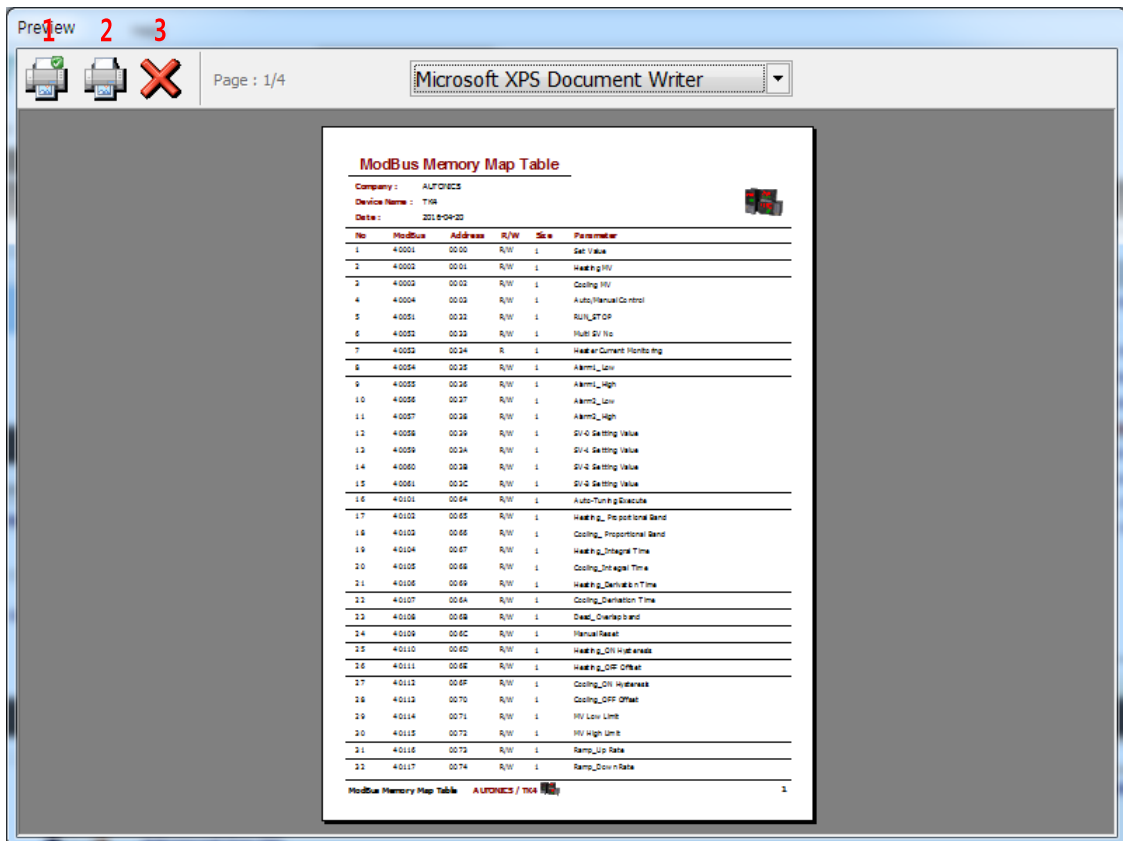 Preview
1 2 3
Page : 1/4 Microsoft XPS Document Writer
ModBus Memory Map Table
Company : AUTONICS
Device Name : TK4
Date : 2016-04-20
No ModBus Address R/W Size Parameter
1 40001 0000 R/W 1 Set Value
2 40002 0001 R/W 1 Heating MV
3 40003 0002 R/W 1 Cooling MV
4 40004 0003 R/W 1 Auto/Manual Control
5 40051 0032 R/W 1 RUN_STOP
6 40052 0033 R/W 1 Multi SV No
7 40053 0034 R 1 Heater Current Monitoring
8 40054 0035 R/W 1 Alarm1_Low
9 40055 0036 R/W 1 Alarm1_High
10 40056 0037 R/W 1 Alarm2_Low
11 40057 0038 R/W 1 Alarm2_High
12 40058 0039 R/W 1 SV-0 Setting Value
13 40059 003A R/W 1 SV-1 Setting Value
14 40060 003B R/W 1 SV-2 Setting Value
15 40061 003C R/W 1 SV-3 Setting Value
16 40101 0064 R/W 1 Auto-Tuning Execute
17 40102 0065 R/W 1 Heating_ Proportional Band
18 40103 0066 R/W 1 Cooling_ Proportional Band
19 40104 0067 R/W 1 Heating_Integral Time
20 40105 0068 R/W 1 Cooling_Integral Time
21 40106 0069 R/W 1 Heating_Derivation Time
22 40107 006A R/W 1 Cooling_Derivation Time
23 40108 006B R/W 1 Dead_ Overlap band
24 40109 006C R/W 1 Manual Reset
25 40110 006D R/W 1 Heating_ON Hysteresis
26 40111 006E R/W 1 Heating_OFF Offset
27 40112 006F R/W 1 Cooling_ON Hysteresis
28 40113 0070 R/W 1 Cooling_OFF Offset
29 40114 0071 R/W 1 MV Low Limit
30 40115 0072 R/W 1 MV High Limit
31 40116 0073 R/W 1 Ramp_Up Rate
32 40117 0074 R/W 1 Ramp_Down Rate
ModBus Memory Map Table AUTONICS / TK4 1